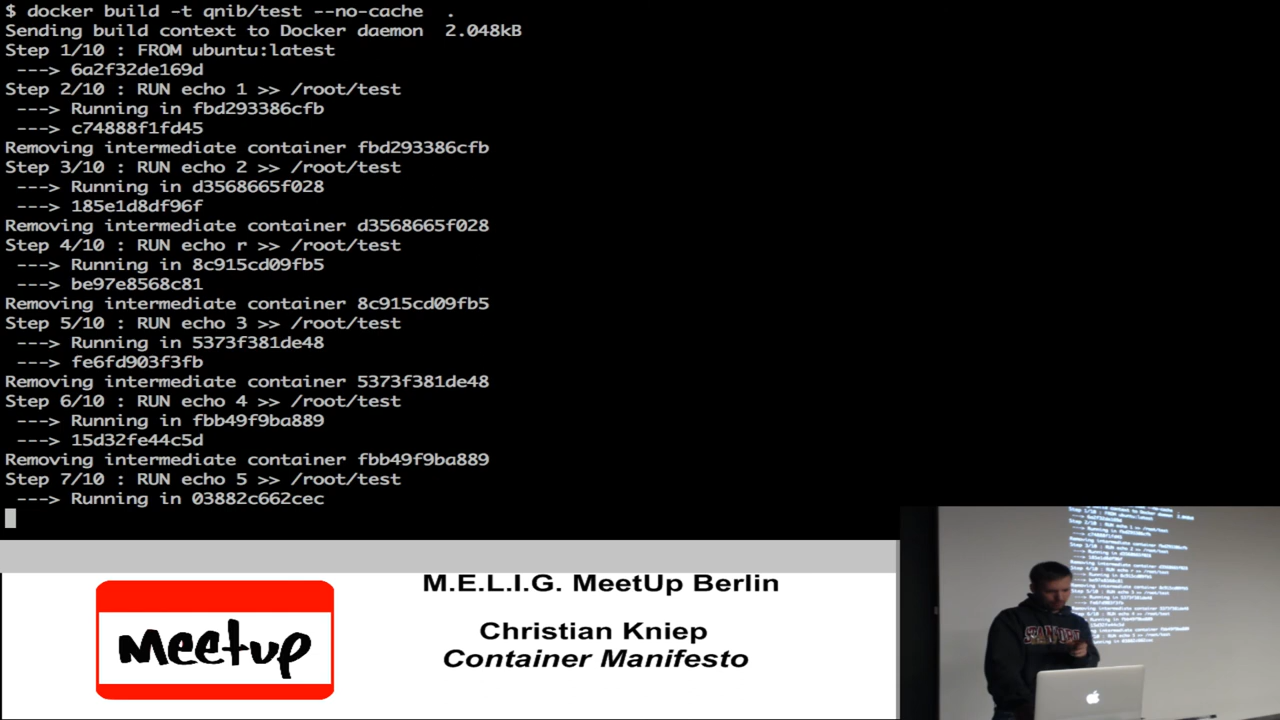 $ docker build -t qnib/test --no-cache  .
Sending build context to Docker daemon  2.048kB
Step 1/10 : FROM ubuntu:latest
 ---> 6a2f32de169d
Step 2/10 : RUN echo 1 >> /root/test
 ---> Running in fbd293386cfb
 ---> c74888f1fd45
Removing intermediate container fbd293386cfb
Step 3/10 : RUN echo 2 >> /root/test
 ---> Running in d3568665f028
 ---> 185e1d8df96f
Removing intermediate container d3568665f028
Step 4/10 : RUN echo r >> /root/test
 ---> Running in 8c915cd09fb5
 ---> be97e8568c81
Removing intermediate container 8c915cd09fb5
Step 5/10 : RUN echo 3 >> /root/test
 ---> Running in 5373f381de48
 ---> fe6fd903f3fb
Removing intermediate container 5373f381de48
Step 6/10 : RUN echo 4 >> /root/test
 ---> Running in fbb49f9ba889
 ---> 15d32fe44c5d
Removing intermediate container fbb49f9ba889
Step 7/10 : RUN echo 5 >> /root/test
 ---> Running in 03882c662cec
meetup
M.E.L.I.G. MeetUp Berlin
Christian Kniep
Container Manifesto
STANFORD